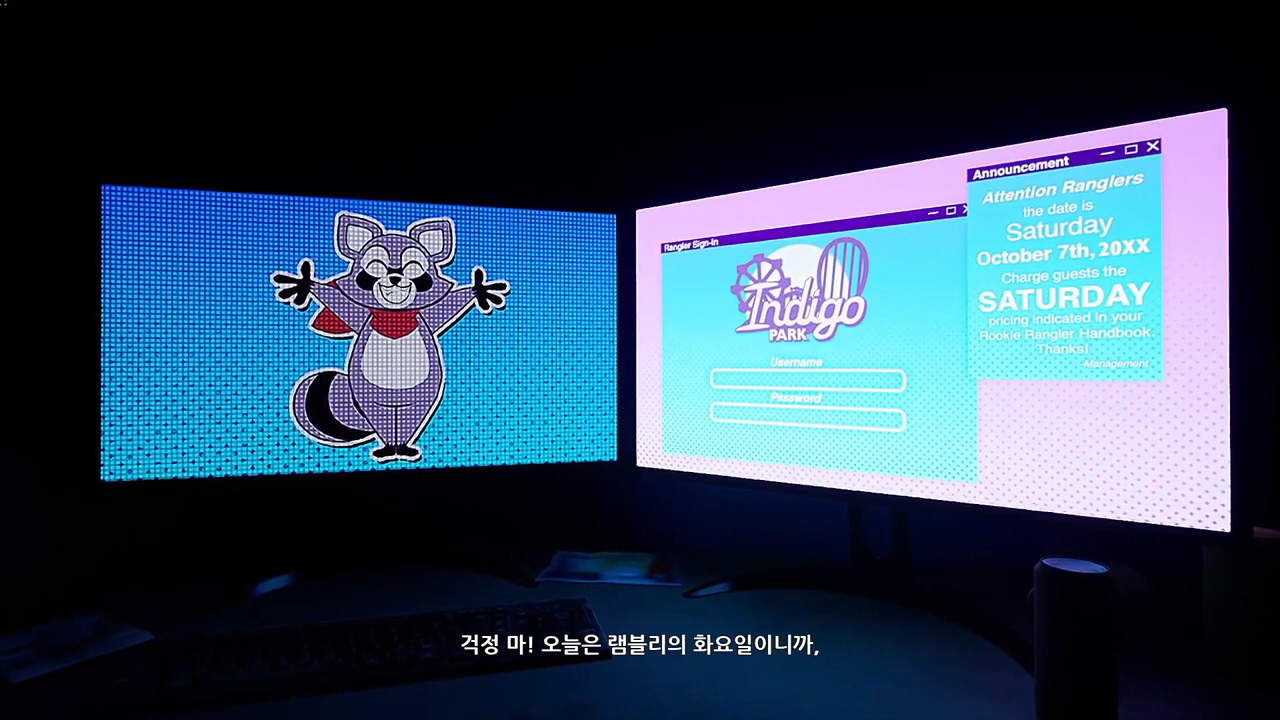 Rangler Sign-In
Indigo
PARK
Username
Password
Announcement
Attention Ranglers
the date is
Saturday
October 7th, 20XX
Charge guests the
SATURDAY
pricing indicated in your
Rookie Rangler Handbook.
Thanks!
-Management
걱정 마! 오늘은 램블리의 화요일이니까,